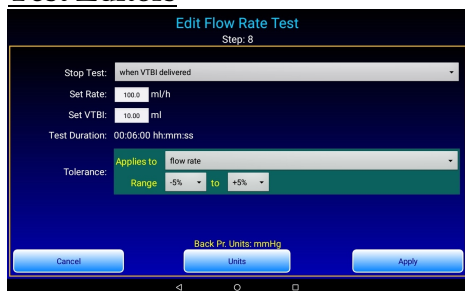 Test Editors
Edit Flow Rate Test
Step: 8
Stop Test: when VTBI delivered
Set Rate: 100.0 ml/h
Set VTBI: 10.00 ml
Test Duration: 00:06:00 hh:mm:ss
Tolerance:
Applies to flow rate
Range -5% to +5%
Back Pr. Units: mmHg
Cancel Units Apply